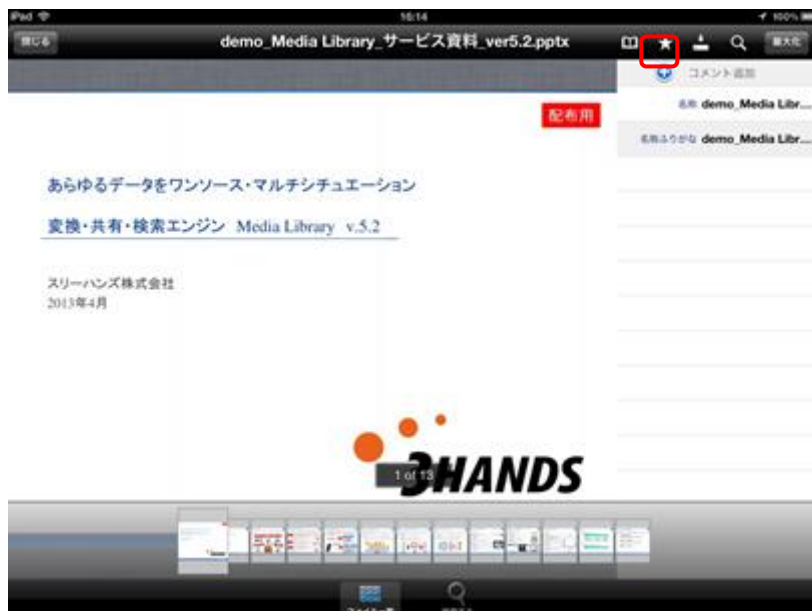 iPad 16:14 100%
閉じる demo_Media Library_サービス資料_ver5.2.pptx 最大化
コメント追加
配布用
名称 demo_Media Libr...
名称ふりがな demo_Media Libr...
あらゆるデータをワンソース・マルチシチュエーション
変換・共有・検索エンジン Media Library v.5.2
スリーハンズ株式会社
2013年4月
3HANDS
1 of 13